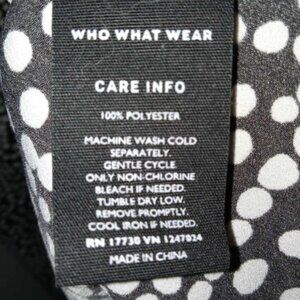 WHO WHAT WEAR
CARE INFO
100% POLYESTER
MACHINE WASH COLD
SEPARATELY.
GENTLE CYCLE
ONLY NON-CHLORINE
BLEACH IF NEEDED.
TUMBLE DRY LOW.
REMOVE PROMPTLY.
COOL IRON IF NEEDED.
RN 17730 VN 1247024
MADE IN CHINA